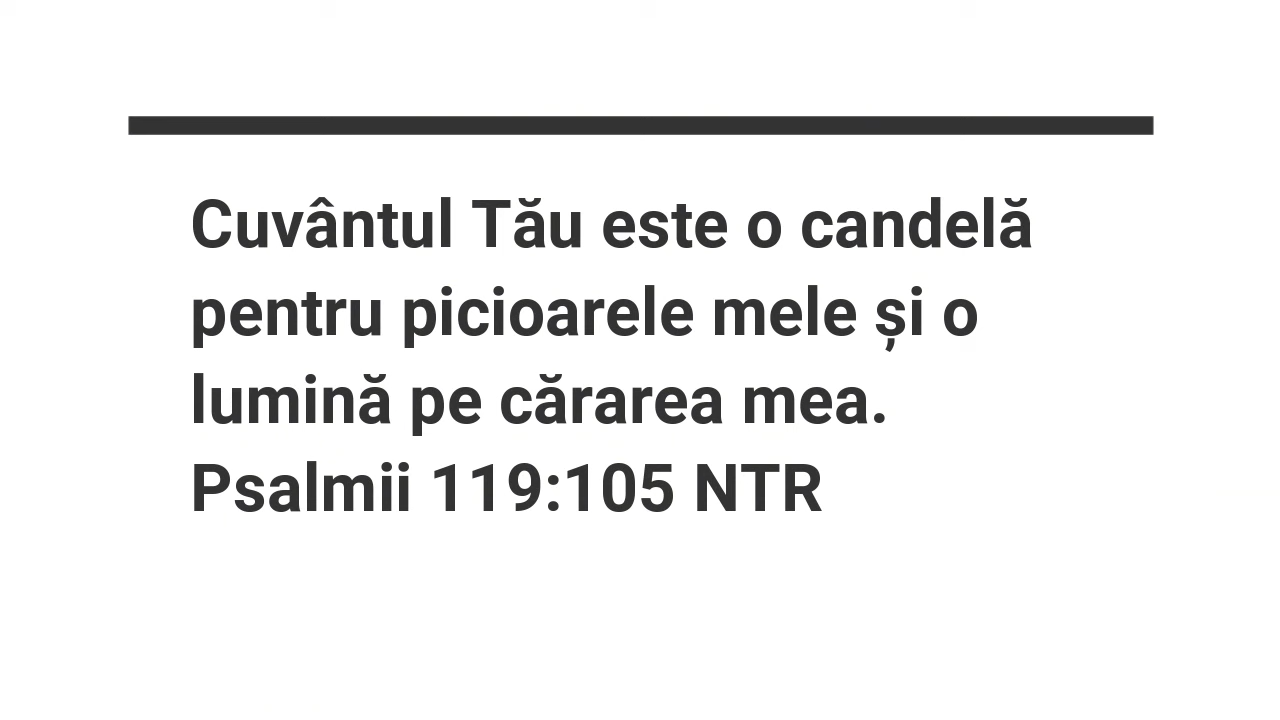 Cuvântul Tău este o candelă
pentru picioarele mele și o
lumină pe cărarea mea.
Psalmii 119:105 NTR